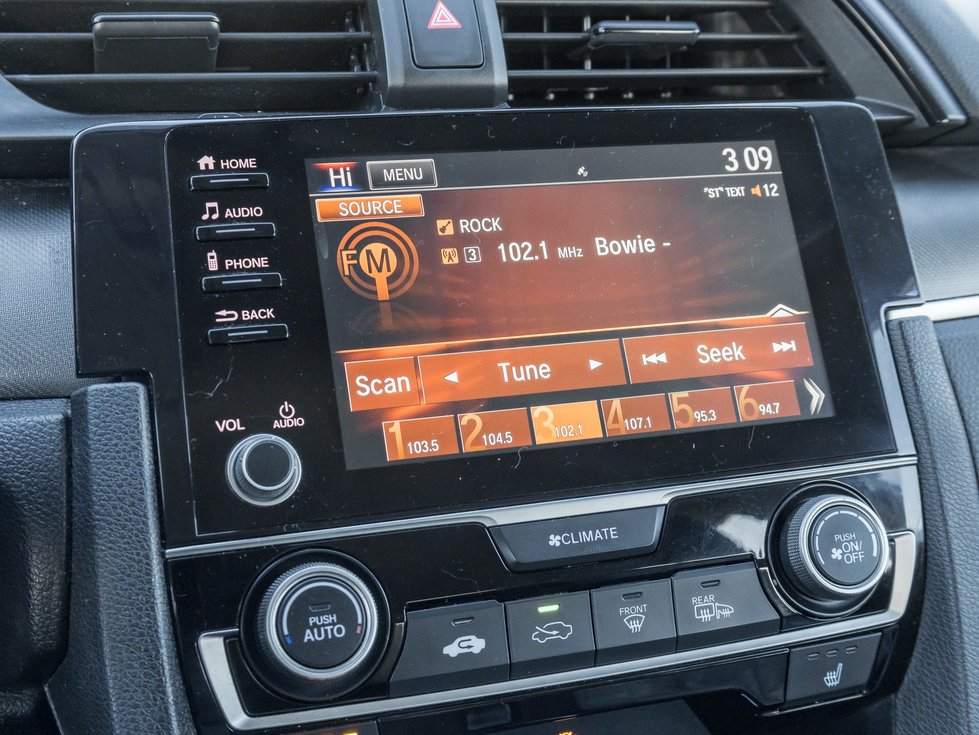 HOME
AUDIO
PHONE
BACK
VOL
AUDIO
Hi MENU 3 09
SOURCE "ST" TEXT 12
FM
ROCK
3 102.1 MHz Bowie -
Scan Tune Seek
1 103.5 2 104.5 3 102.1 4 107.1 5 95.3 6 94.7
CLIMATE
PUSH
AUTO
FRONT
REAR
PUSH
ON/
OFF